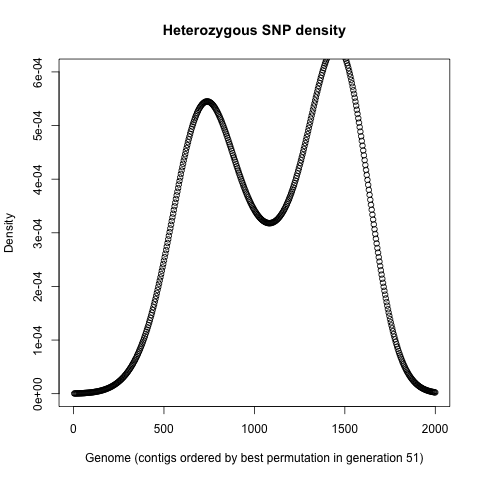 Heterozygous SNP density
6e-04
5e-04
4e-04
3e-04
2e-04
1e-04
0e+00
Density
0 500 1000 1500 2000
Genome (contigs ordered by best permutation in generation 51)